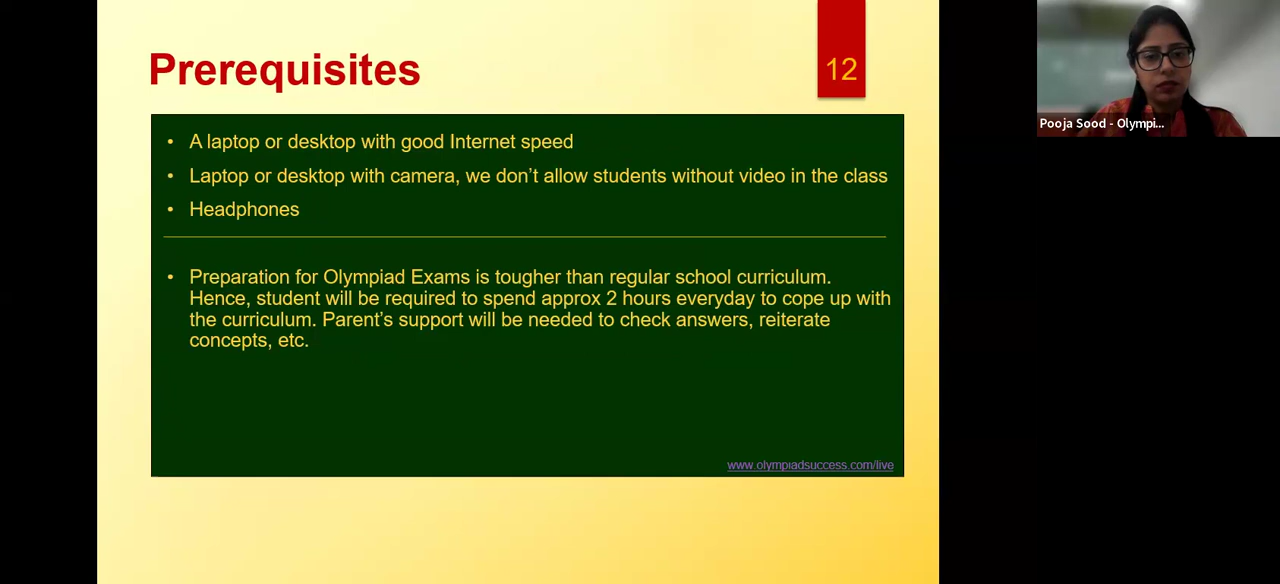 Prerequisites
12
• A laptop or desktop with good Internet speed
• Laptop or desktop with camera, we don’t allow students without video in the class
• Headphones
• Preparation for Olympiad Exams is tougher than regular school curriculum.
Hence, student will be required to spend approx 2 hours everyday to cope up with
the curriculum. Parent’s support will be needed to check answers, reiterate
concepts, etc.
www.olympiadsuccess.com/live
Pooja Sood - Olympi...